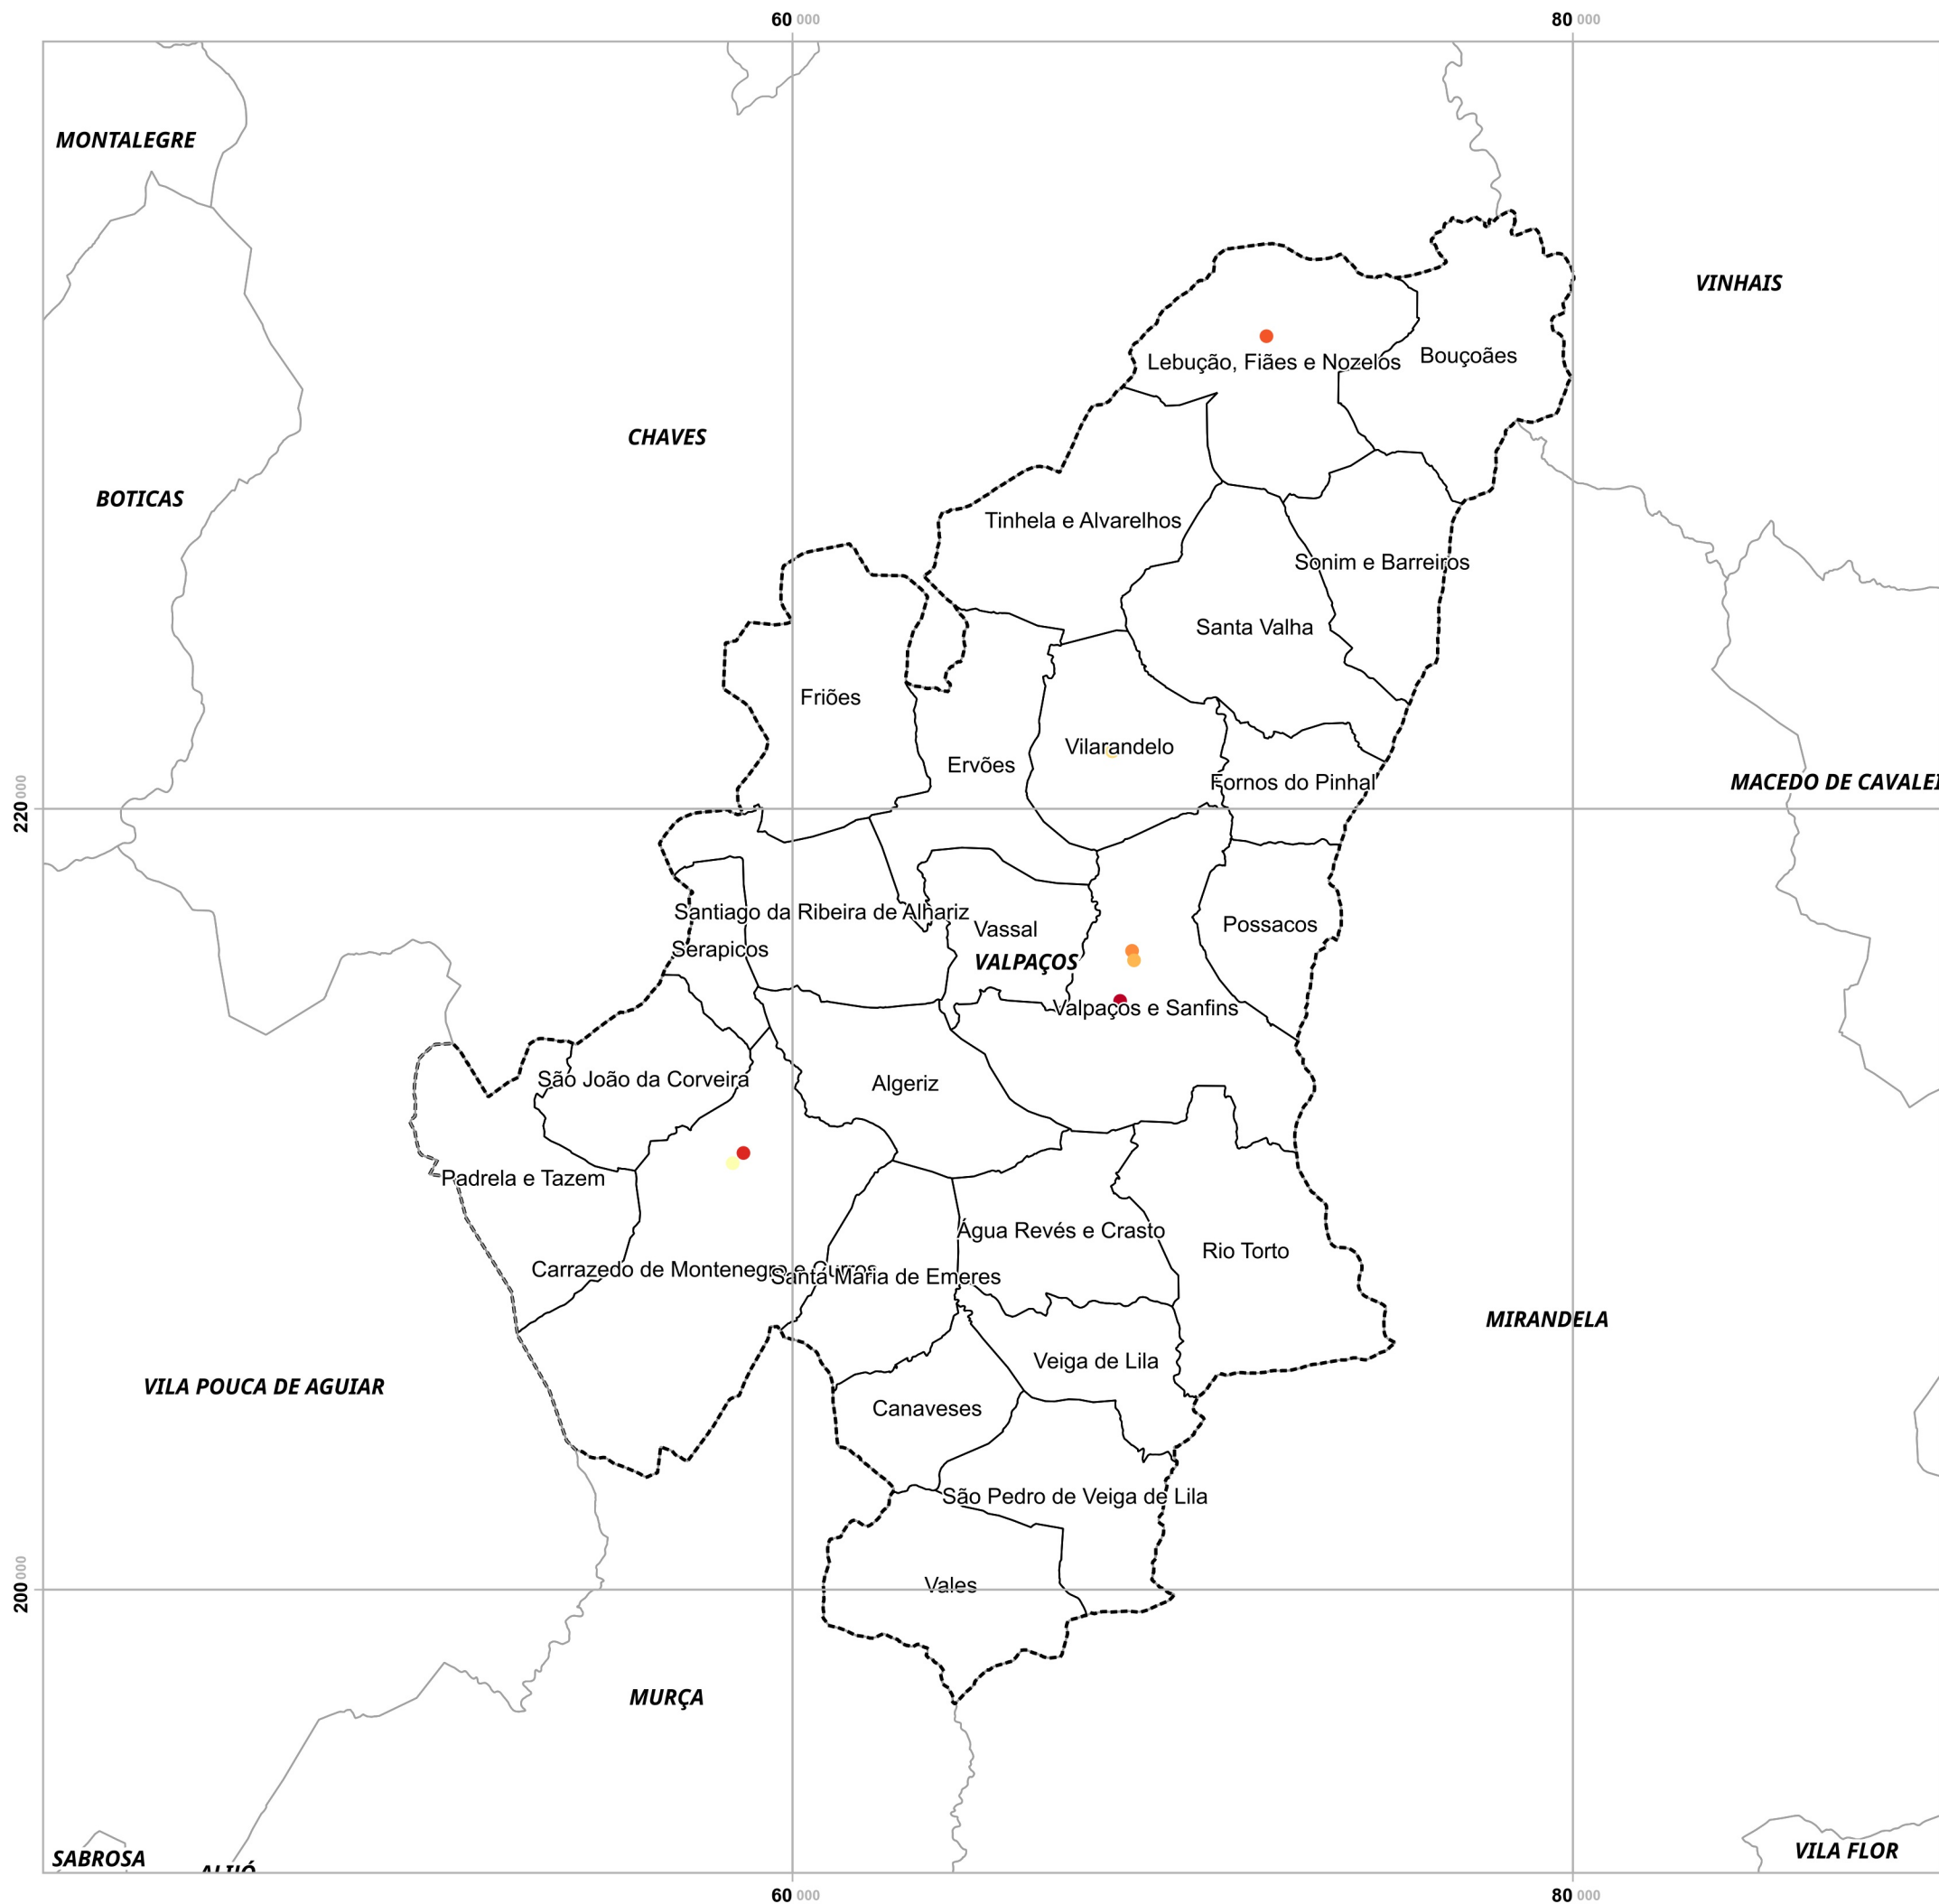 60 000
80 000
MONTALEGRE
VINHAIS
Lebução, Fiães e Nozelos
Bouçoães
CHAVES
BOTICAS
Tinhela e Alvarelhos
Sonim e Barreiros
Santa Valha
Friões
Vilarandelo
Ervões
Fornos do Pinhal
MACEDO DE CAVALEI
220 000
Santiago da Ribeira de Alhariz
Vassal
Possacos
Serapicos
VALPAÇOS
Valpaços e Sanfins
São João da Corveira
Algeriz
Padrela e Tazem
Água Revés e Crasto
Rio Torto
Carrazedo de Montenegro e Curros
Santa Maria de Emeres
MIRANDELA
Veiga de Lila
VILA POUCA DE AGUIAR
Canaveses
São Pedro de Veiga de Lila
Vales
200 000
MURÇA
VILA FLOR
SABROSA
ALIJÓ
60 000
80 000